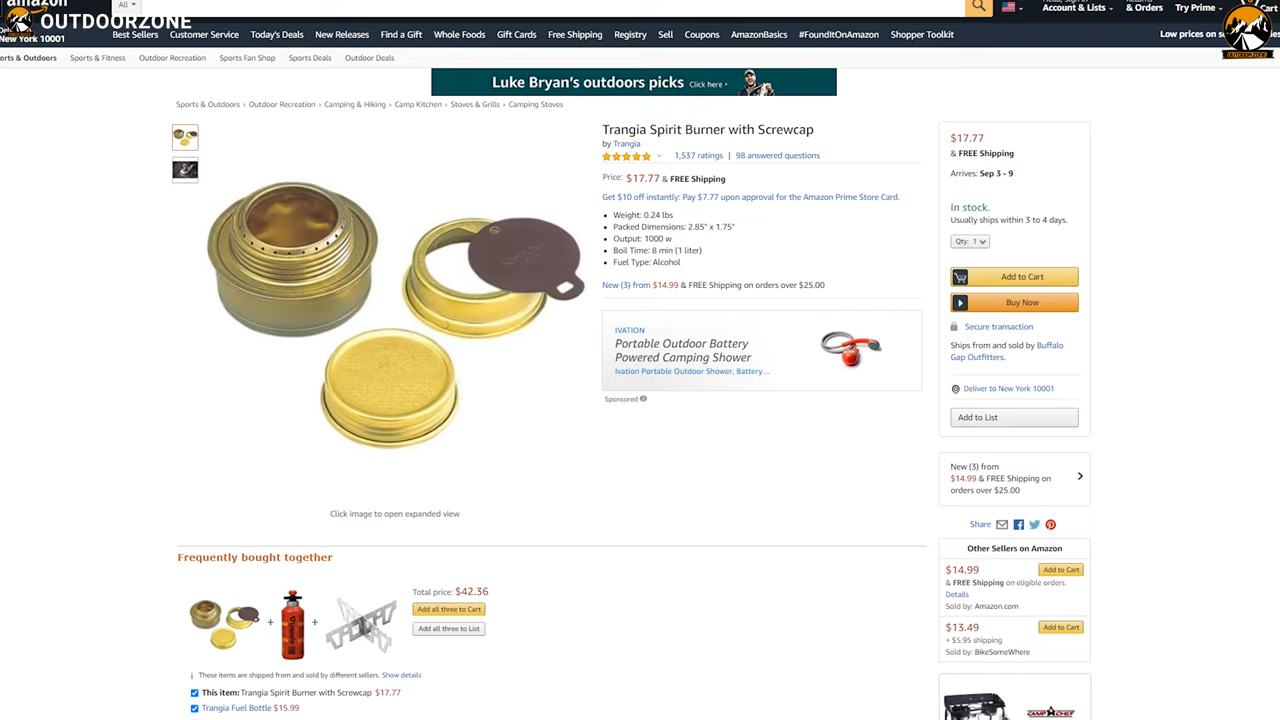 amazon
OUTDOORZONE
All
Account & Lists
& Orders
Try Prime
Cart
New York 10001
Best Sellers Customer Service Today's Deals New Releases Find a Gift Whole Foods Gift Cards Free Shipping Registry Sell Coupons AmazonBasics #FoundItOnAmazon Shopper Toolkit
Low prices on
OUTDOORZONE
orts & Outdoors Sports & Fitness Outdoor Recreation Sports Fan Shop Sports Deals Outdoor Deals
Luke Bryan's outdoors picks Click here ›
Sports & Outdoors › Outdoor Recreation › Camping & Hiking › Camp Kitchen › Stoves & Grills › Camping Stoves
Trangia Spirit Burner with Screwcap
by Trangia
1,537 ratings | 98 answered questions
Price: $17.77 & FREE Shipping
Get $10 off instantly: Pay $7.77 upon approval for the Amazon Prime Store Card.
• Weight: 0.24 lbs
• Packed Dimensions: 2.85" x 1.75"
• Output: 1000 w
• Boil Time: 8 min (1 liter)
• Fuel Type: Alcohol
New (3) from $14.99 & FREE Shipping on orders over $25.00
IVATION
Portable Outdoor Battery
Powered Camping Shower
Ivation Portable Outdoor Shower, Battery…
Sponsored
Click image to open expanded view
$17.77
& FREE Shipping
Arrives: Sep 3 - 9
In stock.
Usually ships within 3 to 4 days.
Qty: 1
Add to Cart
Buy Now
Secure transaction
Ships from and sold by Buffalo
Gap Outfitters.
Deliver to New York 10001
Add to List
New (3) from
$14.99 & FREE Shipping on
orders over $25.00
Share
Other Sellers on Amazon
$14.99 Add to Cart
& FREE Shipping on eligible orders.
Details
Sold by: Amazon.com
$13.49 Add to Cart
+ $5.95 shipping
Sold by: BikeSomeWhere
CAMP CHEF
Frequently bought together
Total price: $42.36
Add all three to Cart
+ +
Add all three to List
These items are shipped from and sold by different sellers. Show details
This item: Trangia Spirit Burner with Screwcap $17.77
Trangia Fuel Bottle $15.99